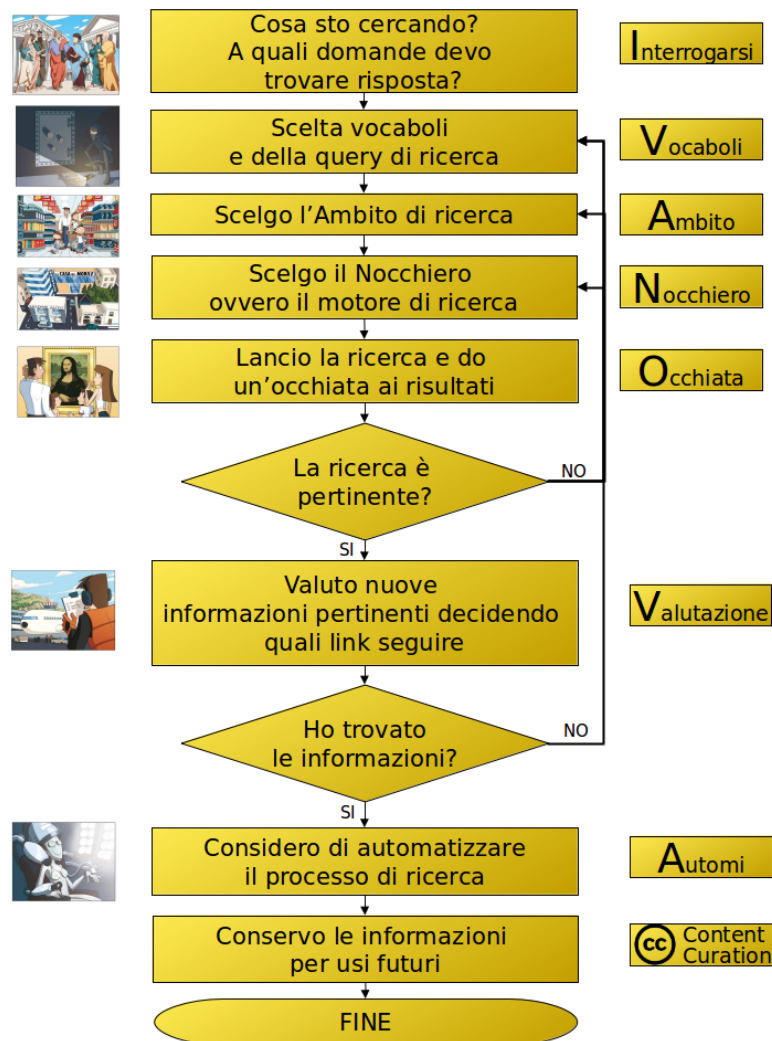 Cosa sto cercando?
A quali domande devo
trovare risposta?
Interrogarsi
Scelta vocaboli
e della query di ricerca
Vocaboli
Scelgo l'Ambito di ricerca
Ambito
Scelgo il Nocchiero
ovvero il motore di ricerca
Nocchiero
Lancio la ricerca e do
un'occhiata ai risultati
Occhiata
La ricerca è
pertinente?
NO
SI
Valuto nuove
informazioni pertinenti decidendo
quali link seguire
Valutazione
Ho trovato
le informazioni?
NO
SI
Considero di automatizzare
il processo di ricerca
Automi
Conservo le informazioni
per usi futuri
cc Content
Curation
FINE